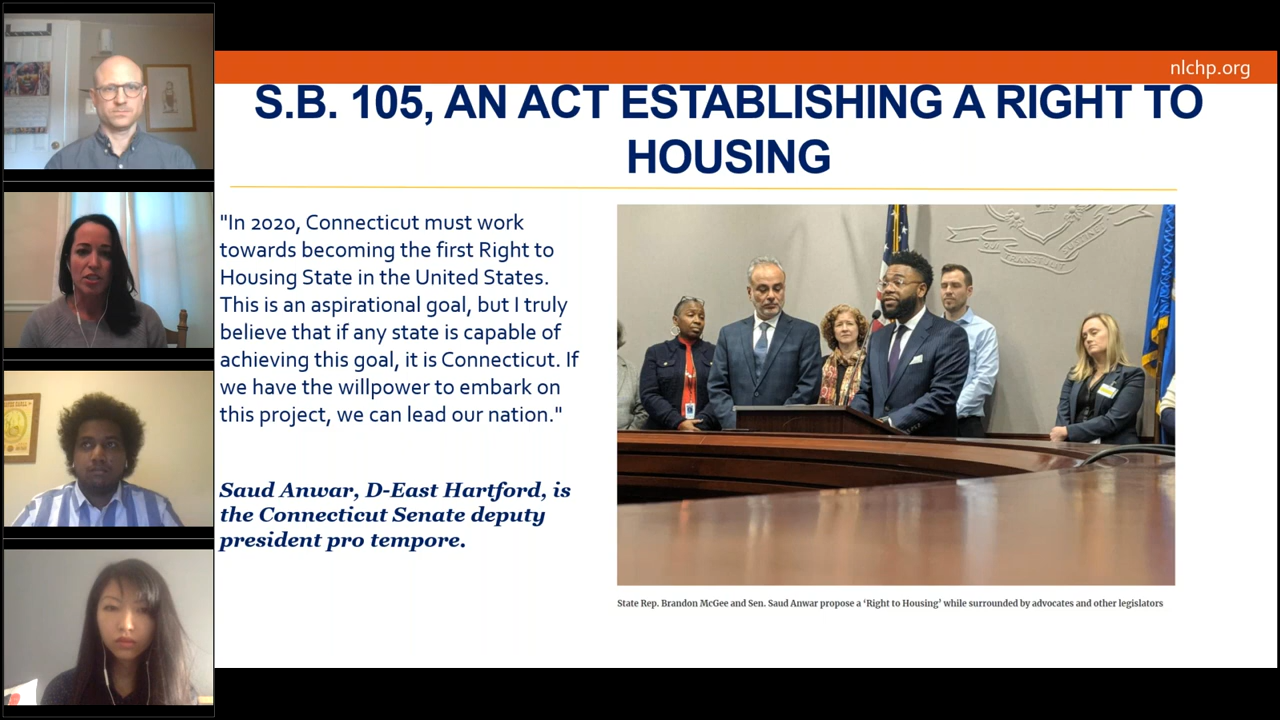 nlchp.org
S.B. 105, AN ACT ESTABLISHING A RIGHT TO
HOUSING
"In 2020, Connecticut must work
towards becoming the first Right to
Housing State in the United States.
This is an aspirational goal, but I truly
believe that if any state is capable of
achieving this goal, it is Connecticut. If
we have the willpower to embark on
this project, we can lead our nation."
Saud Anwar, D-East Hartford, is
the Connecticut Senate deputy
president pro tempore.
State Rep. Brandon McGee and Sen. Saud Anwar propose a ‘Right to Housing’ while surrounded by advocates and other legislators